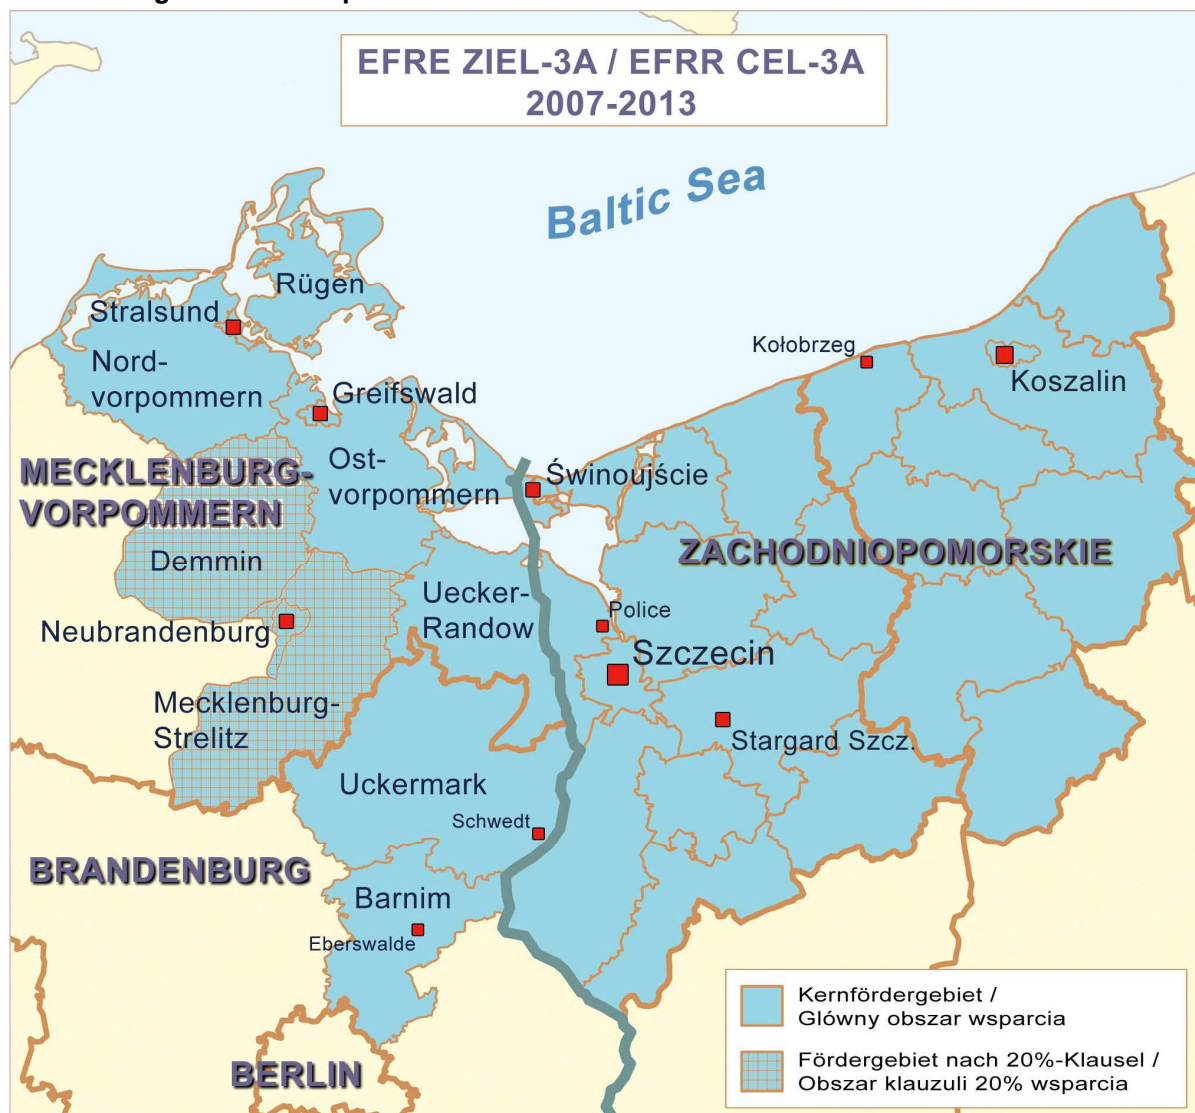 EFRE ZIEL-3A / EFRR CEL-3A
2007-2013
Baltic Sea
Rügen
Stralsund
Nord-
vorpommern
Greifswald
Kołobrzeg
Koszalin
MECKLENBURG-
VORPOMMERN
Ost-
vorpommern
Świnoujście
ZACHODNIOPOMORSKIE
Demmin
Uecker-
Randow
Police
Neubrandenburg
Szczecin
Mecklenburg-
Strelitz
Stargard Szcz.
Uckermark
Schwedt
BRANDENBURG
Barnim
Eberswalde
BERLIN
Kernfördergebiet /
Glówny obszar wsparcia
Fördergebiet nach 20%-Klausel /
Obszar klauzuli 20% wsparcia